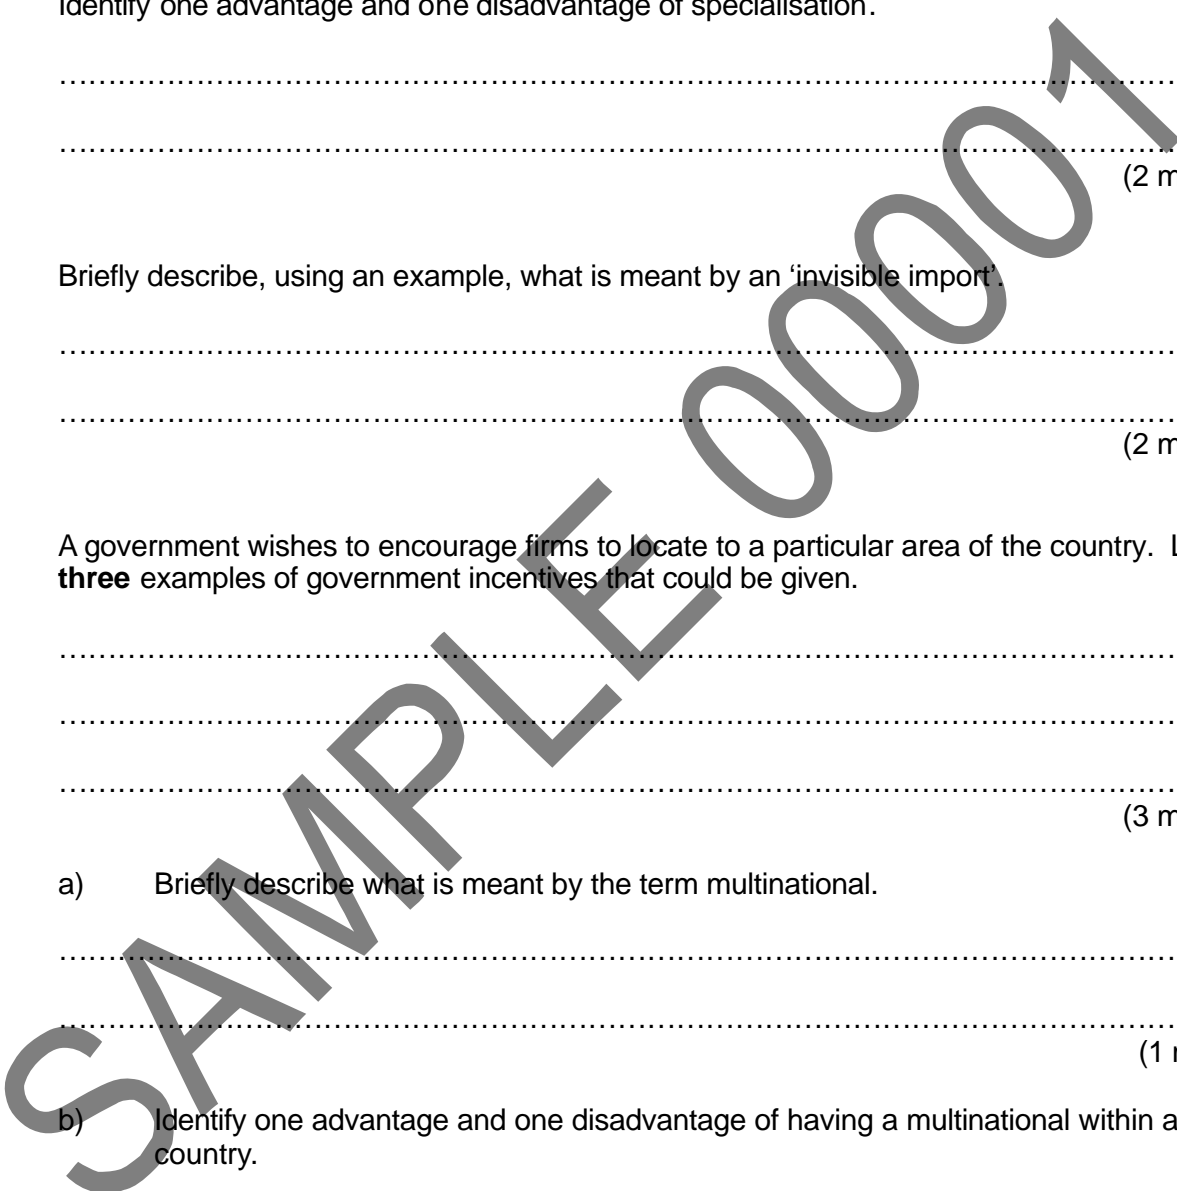 Identify one advantage and one disadvantage of specialisation.
……………………………………………………………………………………………………
……………………………………………………………………………………………………
(2 m
Briefly describe, using an example, what is meant by an ‘invisible import’.
……………………………………………………………………………………………………
……………………………………………………………………………………………………
(2 m
A government wishes to encourage firms to locate to a particular area of the country. L
three examples of government incentives that could be given.
……………………………………………………………………………………………………
……………………………………………………………………………………………………
……………………………………………………………………………………………………
(3 m
a) Briefly describe what is meant by the term multinational.
……………………………………………………………………………………………………
……………………………………………………………………………………………………
(1 r
b) Identify one advantage and one disadvantage of having a multinational within a
country.
SAMPLE 00001